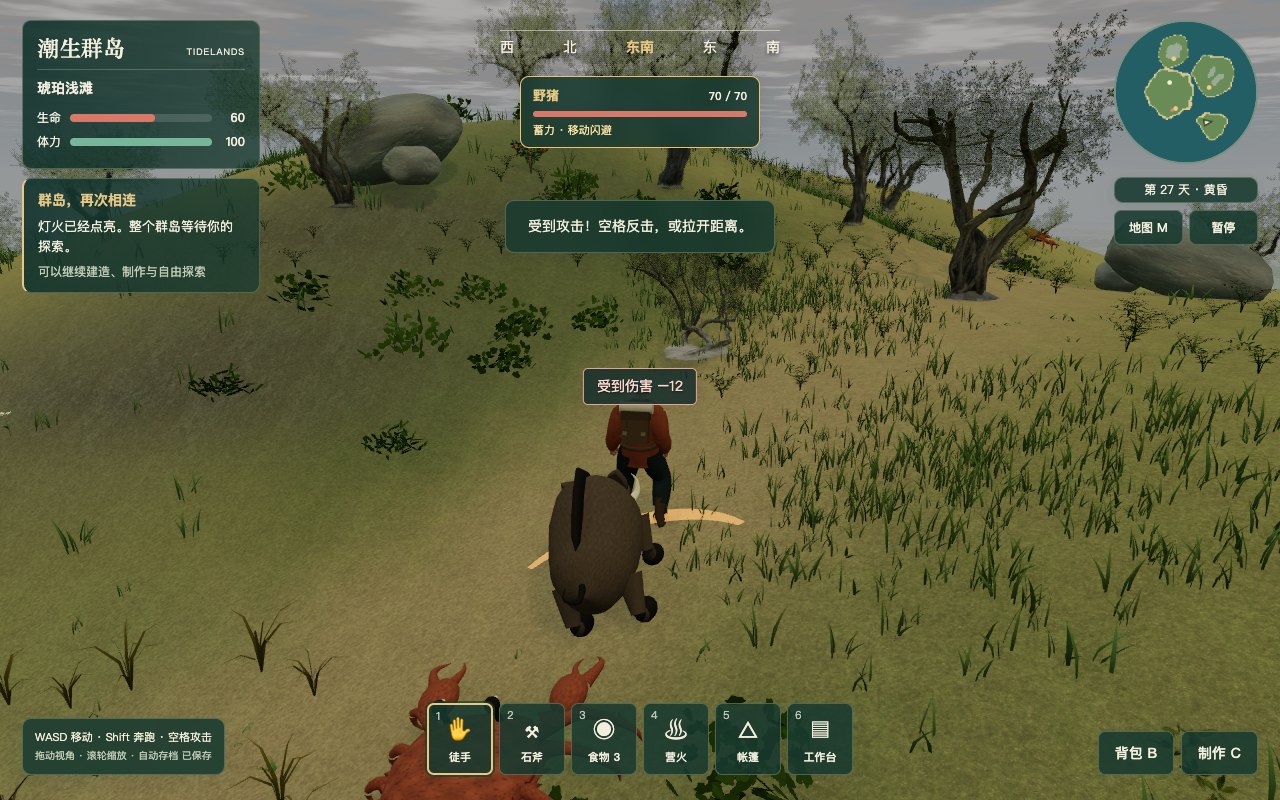 潮生群岛 TIDELANDS
琥珀浅滩
生命 60
体力 100
群岛，再次相连
灯火已经点亮。整个群岛等待你的
探索。
可以继续建造、制作与自由探索
西 北 东南 东 南
野猪 70 / 70
蓄力 · 移动闪避
受到攻击！空格反击，或拉开距离。
受到伤害 −12
第 27 天 · 黄昏
地图 M 暂停
WASD 移动 · Shift 奔跑 · 空格攻击
拖动视角 · 滚轮缩放 · 自动存档 已保存
1 徒手
2 石斧
3 食物 3
4 营火
5 帐篷
6 工作台
背包 B 制作 C